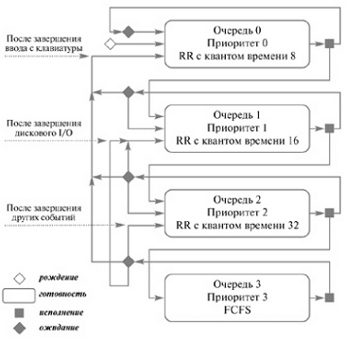 Очередь 0
Приоритет 0
RR с квантом времени 8
После завершения
ввода с клавиатуры
Очередь 1
Приоритет 1
RR с квантом времени 16
После завершения
дискового I/O
Очередь 2
Приоритет 2
RR с квантом времени 32
После завершения
других событий
Очередь 3
Приоритет 3
FCFS
рождение
готовность
исполнение
ожидание